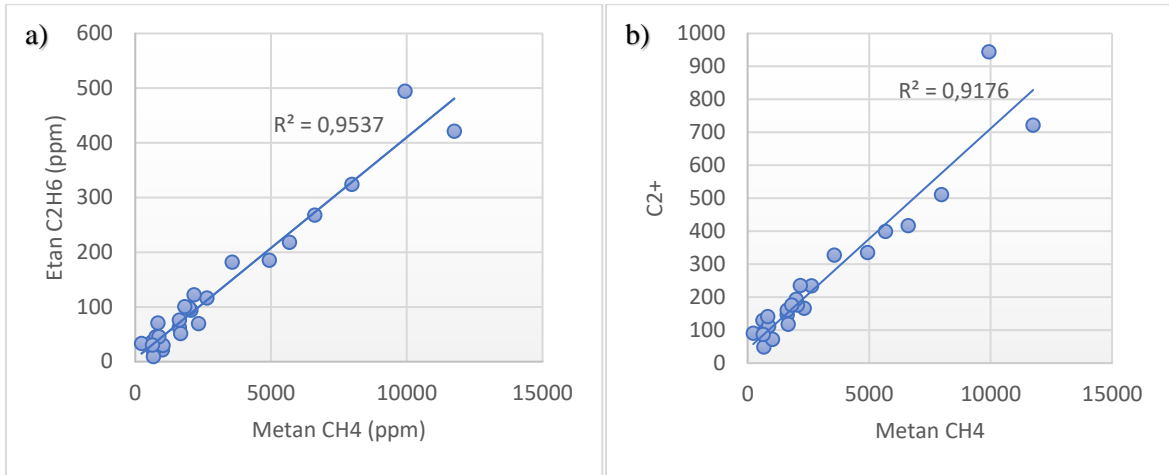 a)
600
500
400
300
200
100
0
Etan C2H6 (ppm)
R² = 0,9537
0 5000 10000 15000
Metan CH4 (ppm)
b)
1000
900
800
700
600
500
400
300
200
100
0
C2+
R² = 0,9176
0 5000 10000 15000
Metan CH4